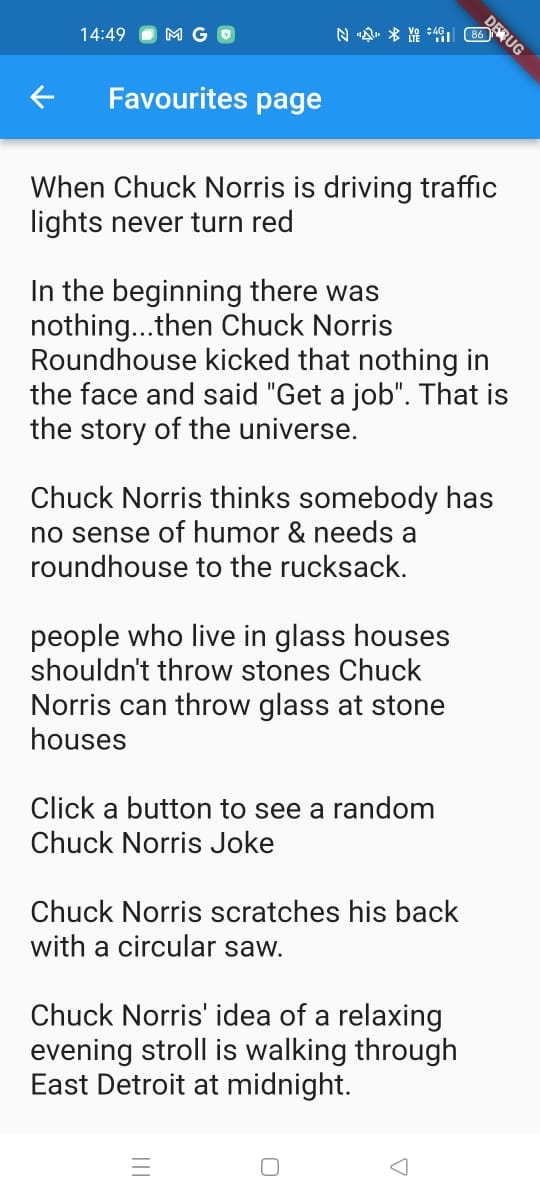 14:49 M G VO LTE 4G 86
DEBUG
Favourites page
When Chuck Norris is driving traffic
lights never turn red
In the beginning there was
nothing...then Chuck Norris
Roundhouse kicked that nothing in
the face and said "Get a job". That is
the story of the universe.
Chuck Norris thinks somebody has
no sense of humor & needs a
roundhouse to the rucksack.
people who live in glass houses
shouldn't throw stones Chuck
Norris can throw glass at stone
houses
Click a button to see a random
Chuck Norris Joke
Chuck Norris scratches his back
with a circular saw.
Chuck Norris' idea of a relaxing
evening stroll is walking through
East Detroit at midnight.